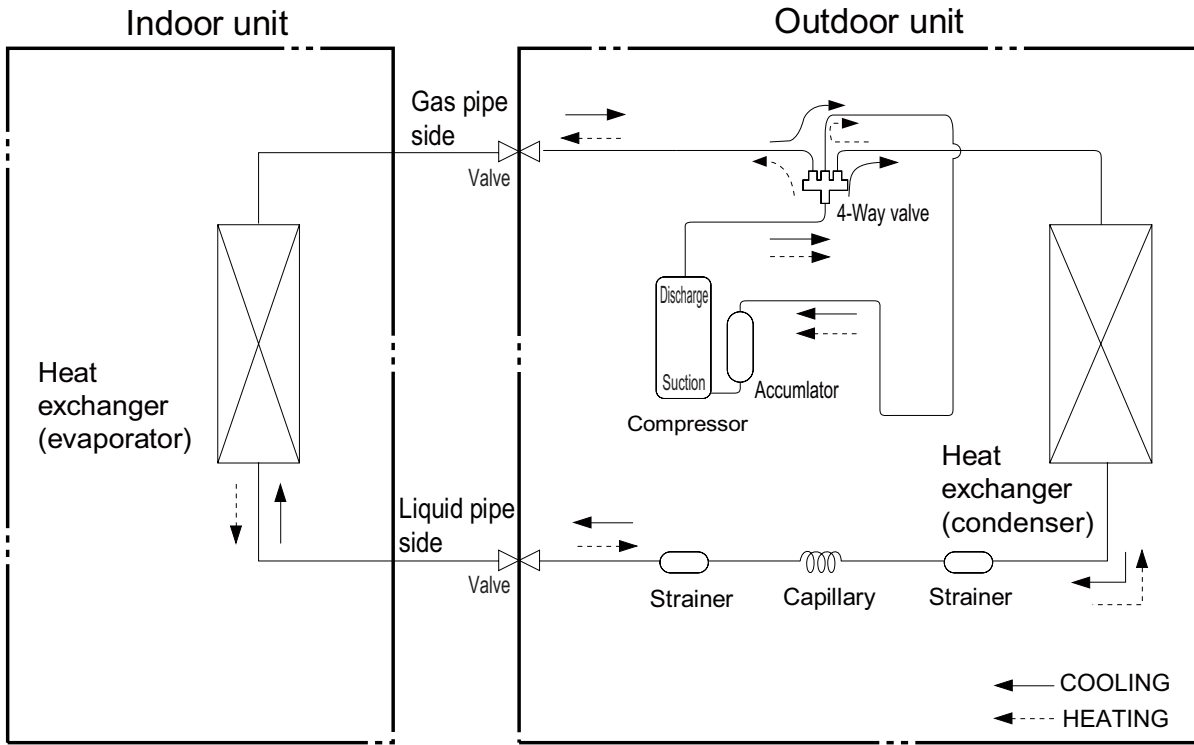 Indoor unit
Outdoor unit
Gas pipe
side
Valve
4-Way valve
Discharge
Suction
Accumlator
Compressor
Heat
exchanger
(evaporator)
Heat
exchanger
(condenser)
Liquid pipe
side
Valve
Strainer
Capillary
Strainer
COOLING
HEATING